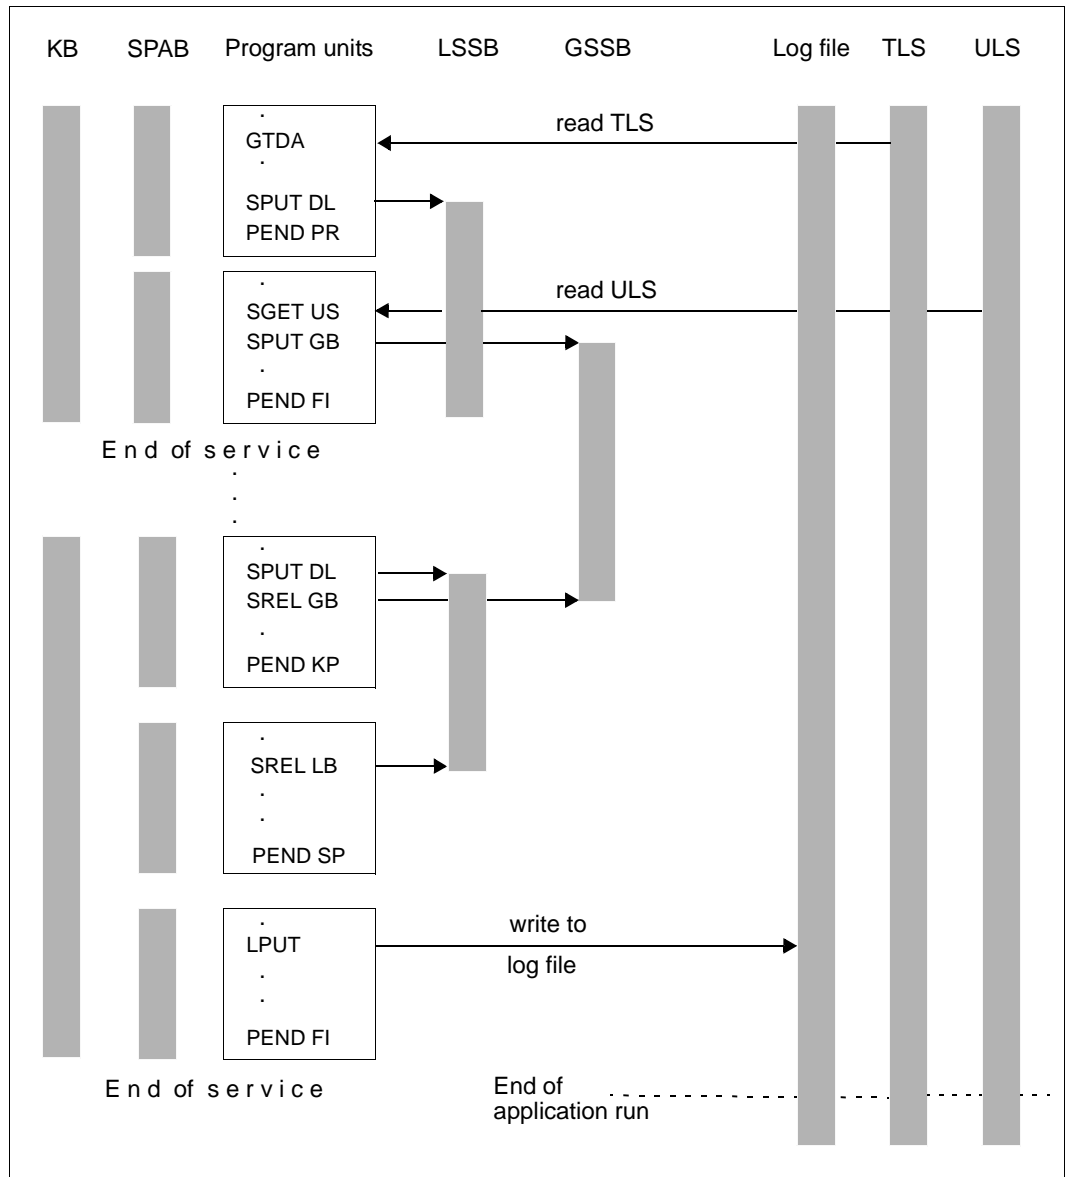 KB SPAB Program units LSSB GSSB Log file TLS ULS
.
read TLS
GTDA
.
SPUT DL
PEND PR
.
read ULS
SGET US
SPUT GB
.
PEND FI
End of service
.
.
.
.
SPUT DL
SREL GB
.
PEND KP
.
SREL LB
.
.
PEND SP
.
write to
LPUT
log file
.
.
PEND FI
End of service
End of
application run